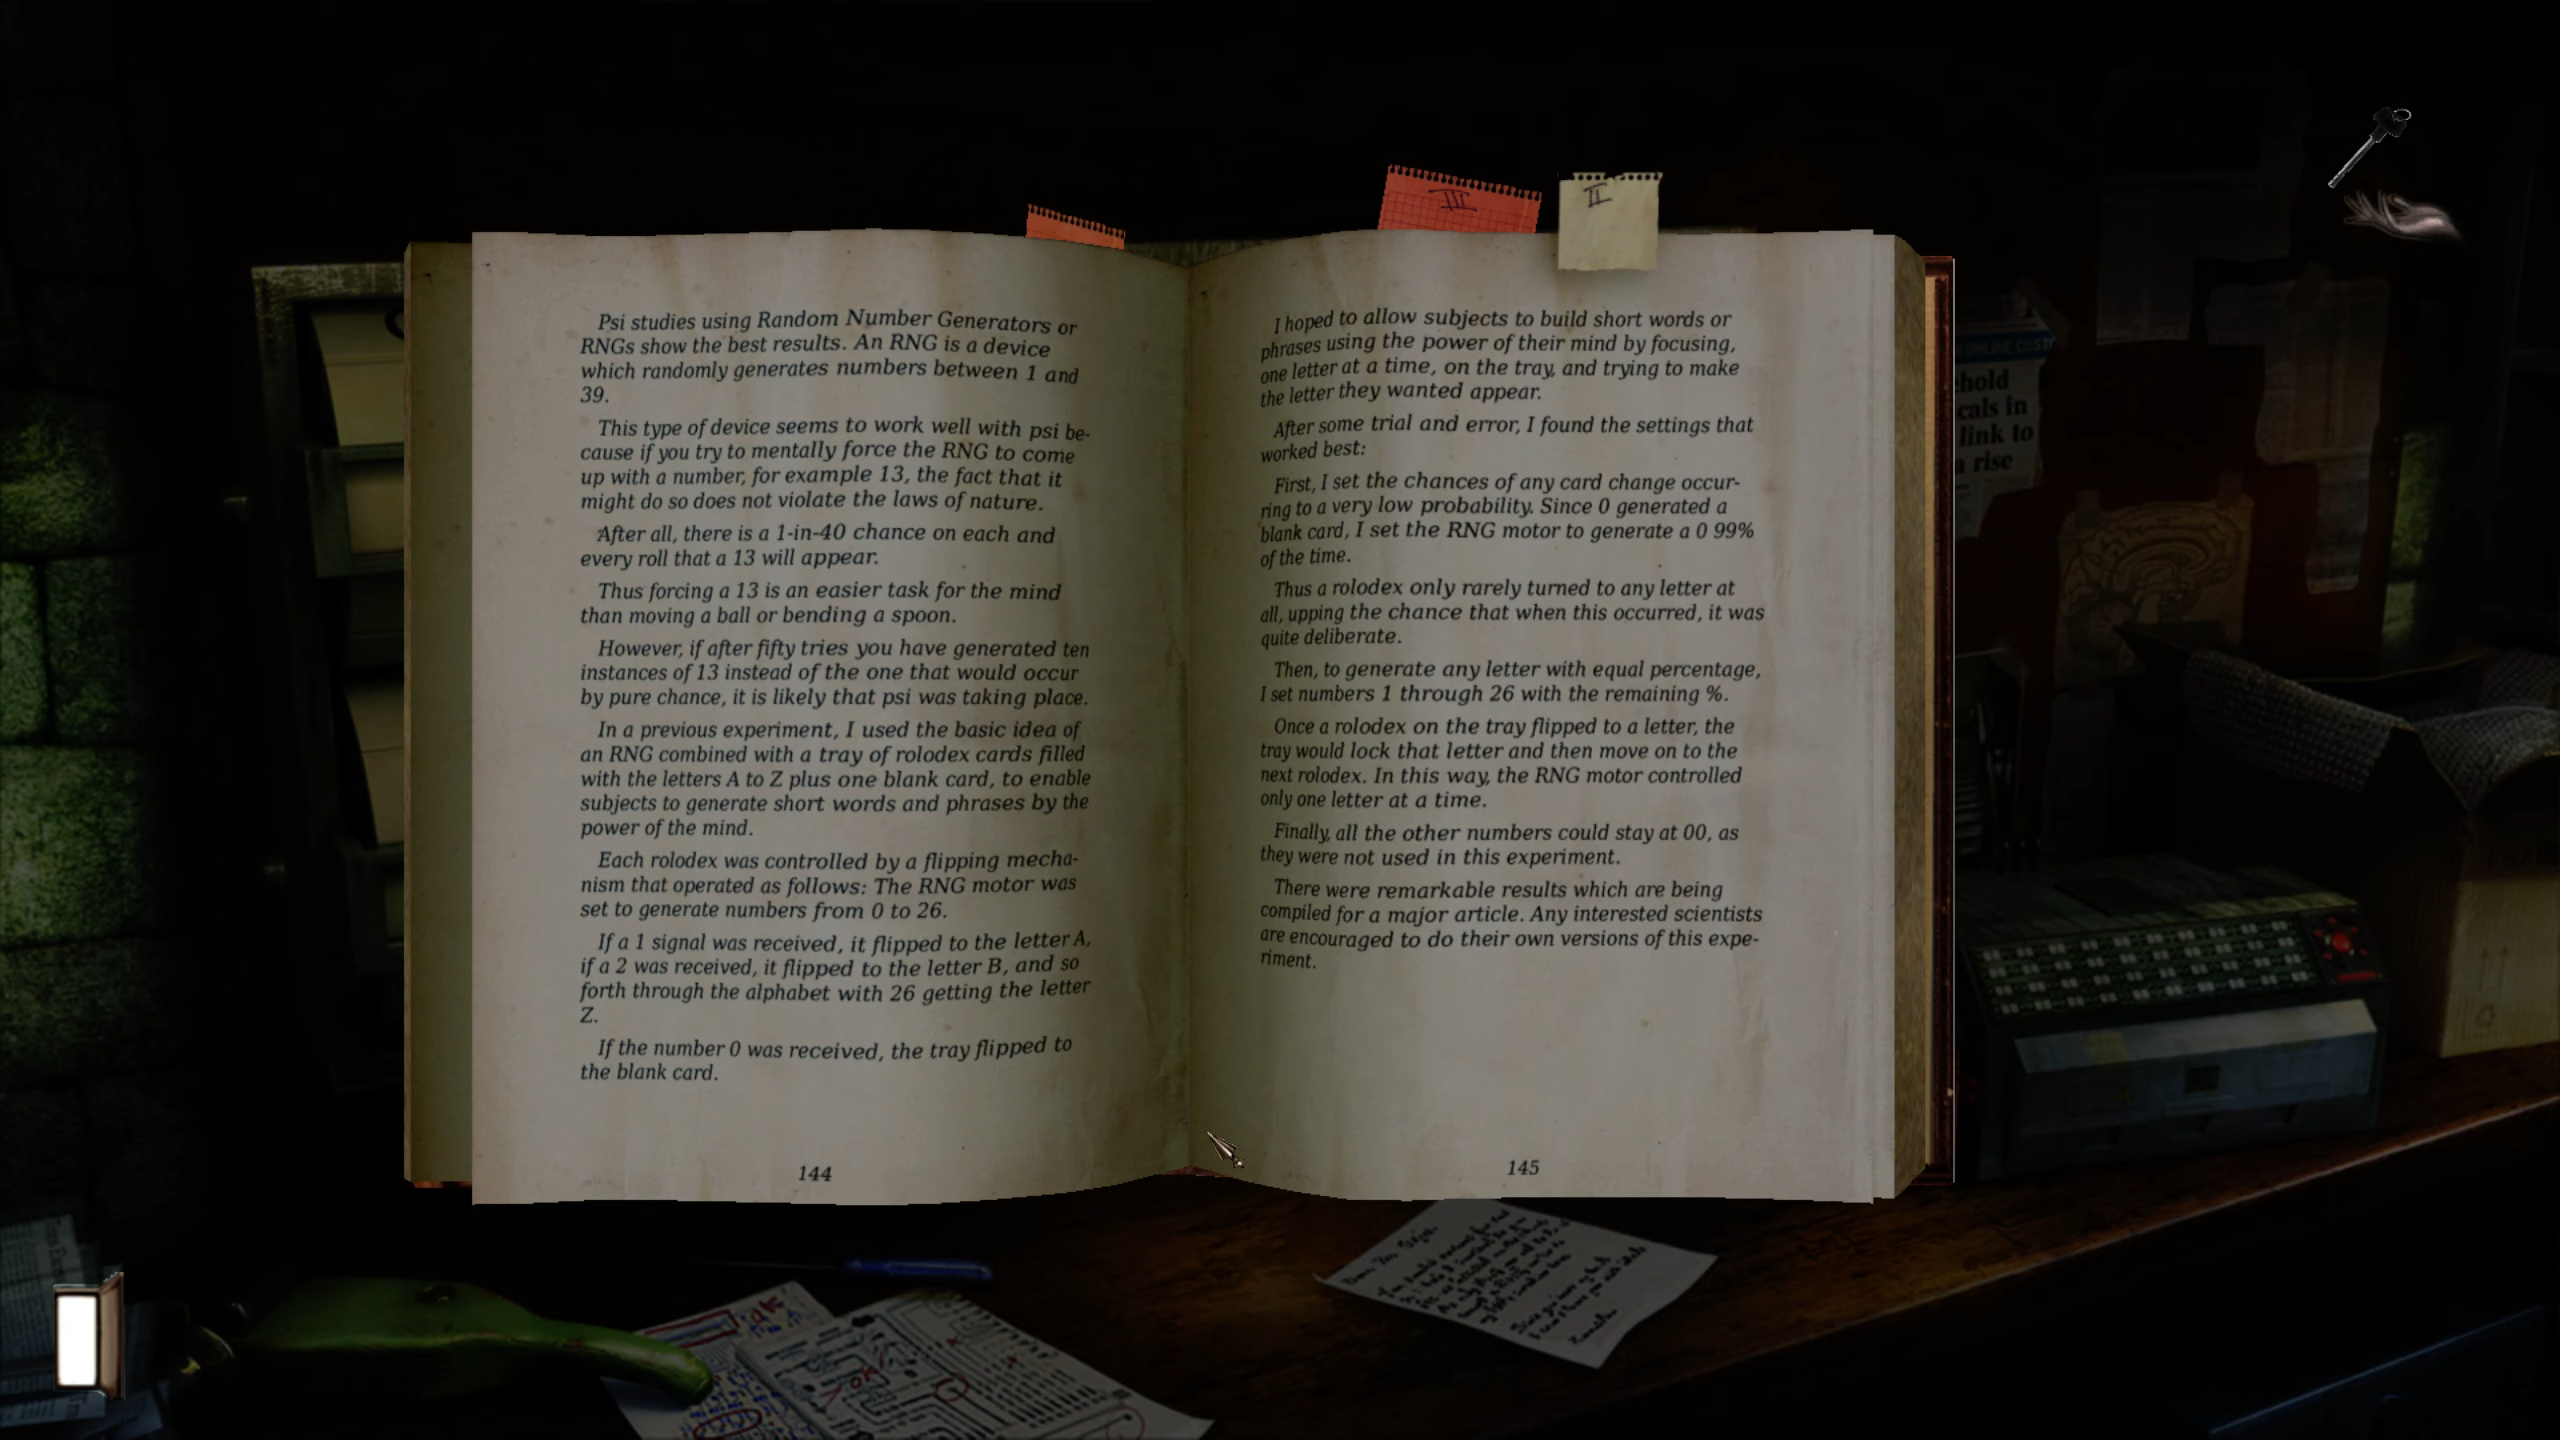 III
II
Psi studies using Random Number Generators or
RNGs show the best results. An RNG is a device
which randomly generates numbers between 1 and
39.
This type of device seems to work well with psi be-
cause if you try to mentally force the RNG to come
up with a number, for example 13, the fact that it
might do so does not violate the laws of nature.
After all, there is a 1-in-40 chance on each and
every roll that a 13 will appear.
Thus forcing a 13 is an easier task for the mind
than moving a ball or bending a spoon.
However, if after fifty tries you have generated ten
instances of 13 instead of the one that would occur
by pure chance, it is likely that psi was taking place.
In a previous experiment, I used the basic idea of
an RNG combined with a tray of rolodex cards filled
with the letters A to Z plus one blank card, to enable
subjects to generate short words and phrases by the
power of the mind.
Each rolodex was controlled by a flipping mecha-
nism that operated as follows: The RNG motor was
set to generate numbers from 0 to 26.
If a 1 signal was received, it flipped to the letter A,
if a 2 was received, it flipped to the letter B, and so
forth through the alphabet with 26 getting the letter
Z.
If the number 0 was received, the tray flipped to
the blank card.
144
I hoped to allow subjects to build short words or
phrases using the power of their mind by focusing,
one letter at a time, on the tray, and trying to make
the letter they wanted appear.
After some trial and error, I found the settings that
worked best:
First, I set the chances of any card change occur-
ring to a very low probability. Since 0 generated a
blank card, I set the RNG motor to generate a 0 99%
of the time.
Thus a rolodex only rarely turned to any letter at
all, upping the chance that when this occurred, it was
quite deliberate.
Then, to generate any letter with equal percentage,
I set numbers 1 through 26 with the remaining %.
Once a rolodex on the tray flipped to a letter, the
tray would lock that letter and then move on to the
next rolodex. In this way, the RNG motor controlled
only one letter at a time.
Finally, all the other numbers could stay at 00, as
they were not used in this experiment.
There were remarkable results which are being
compiled for a major article. Any interested scientists
are encouraged to do their own versions of this expe-
riment.
145
ONLINE
hold
cals in
link to
rise
OK!